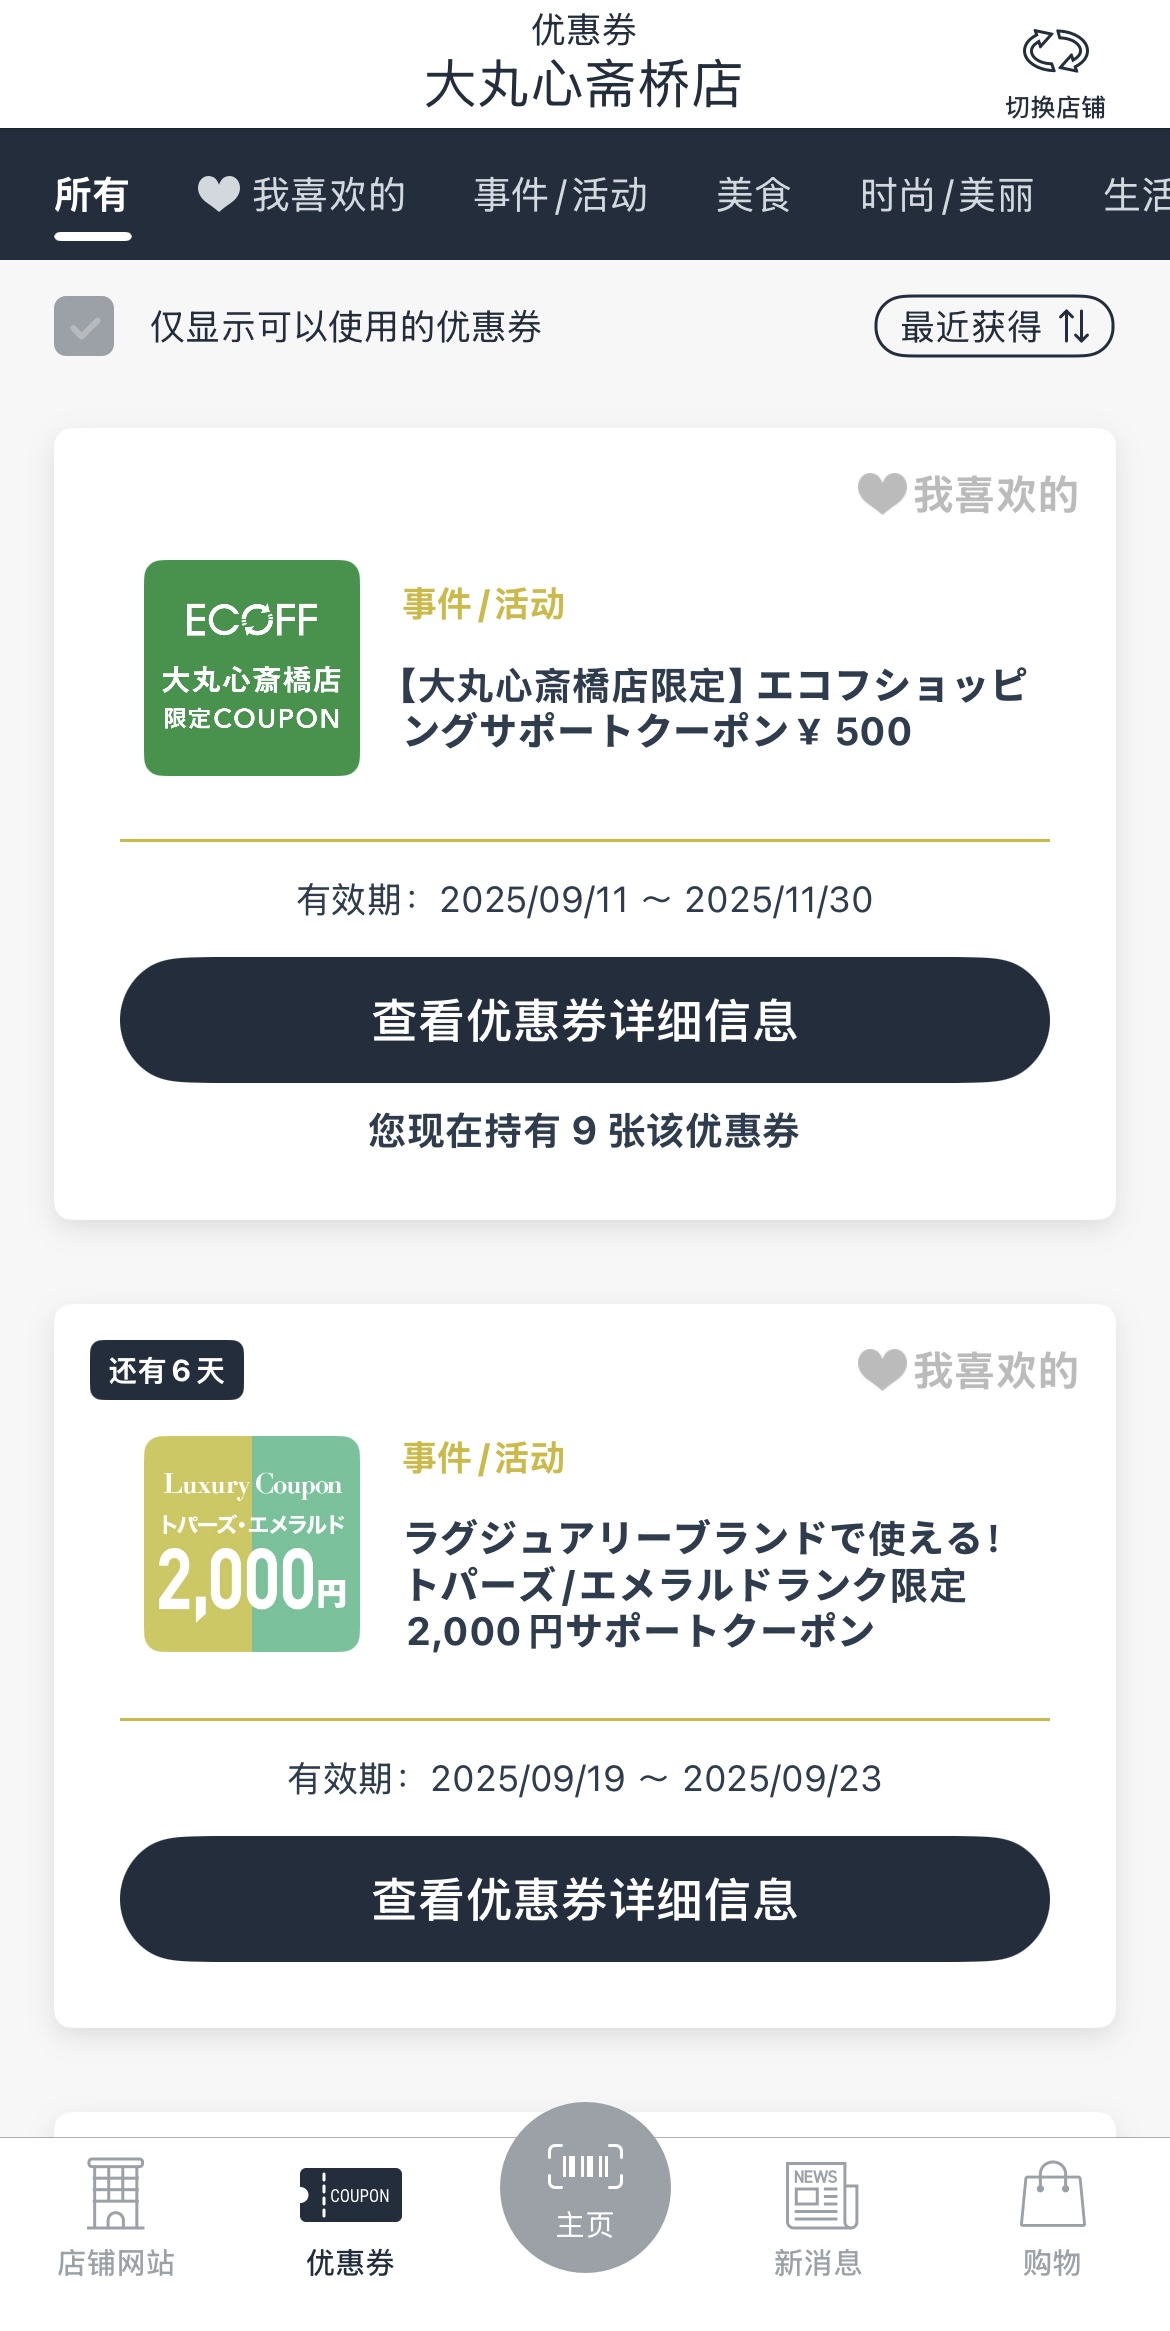 优惠券
大丸心斋桥店
切换店铺
所有 我喜欢的 事件/活动 美食 时尚/美丽 生活
仅显示可以使用的优惠券
最近获得
我喜欢的
ECOFF
大丸心斎橋店
限定COUPON
事件/活动
【大丸心斎橋店限定】エコフショッピ
ングサポートクーポン¥ 500
有效期：2025/09/11 ～ 2025/11/30
查看优惠券详细信息
您现在持有 9 张该优惠券
还有6天
我喜欢的
Luxury Coupon
トパーズ・エメラルド
2,000円
事件/活动
ラグジュアリーブランドで使える！
トパーズ/エメラルドランク限定
2,000円サポートクーポン
有效期：2025/09/19 ～ 2025/09/23
查看优惠券详细信息
COUPON
NEWS
店铺网站
优惠券
主页
新消息
购物